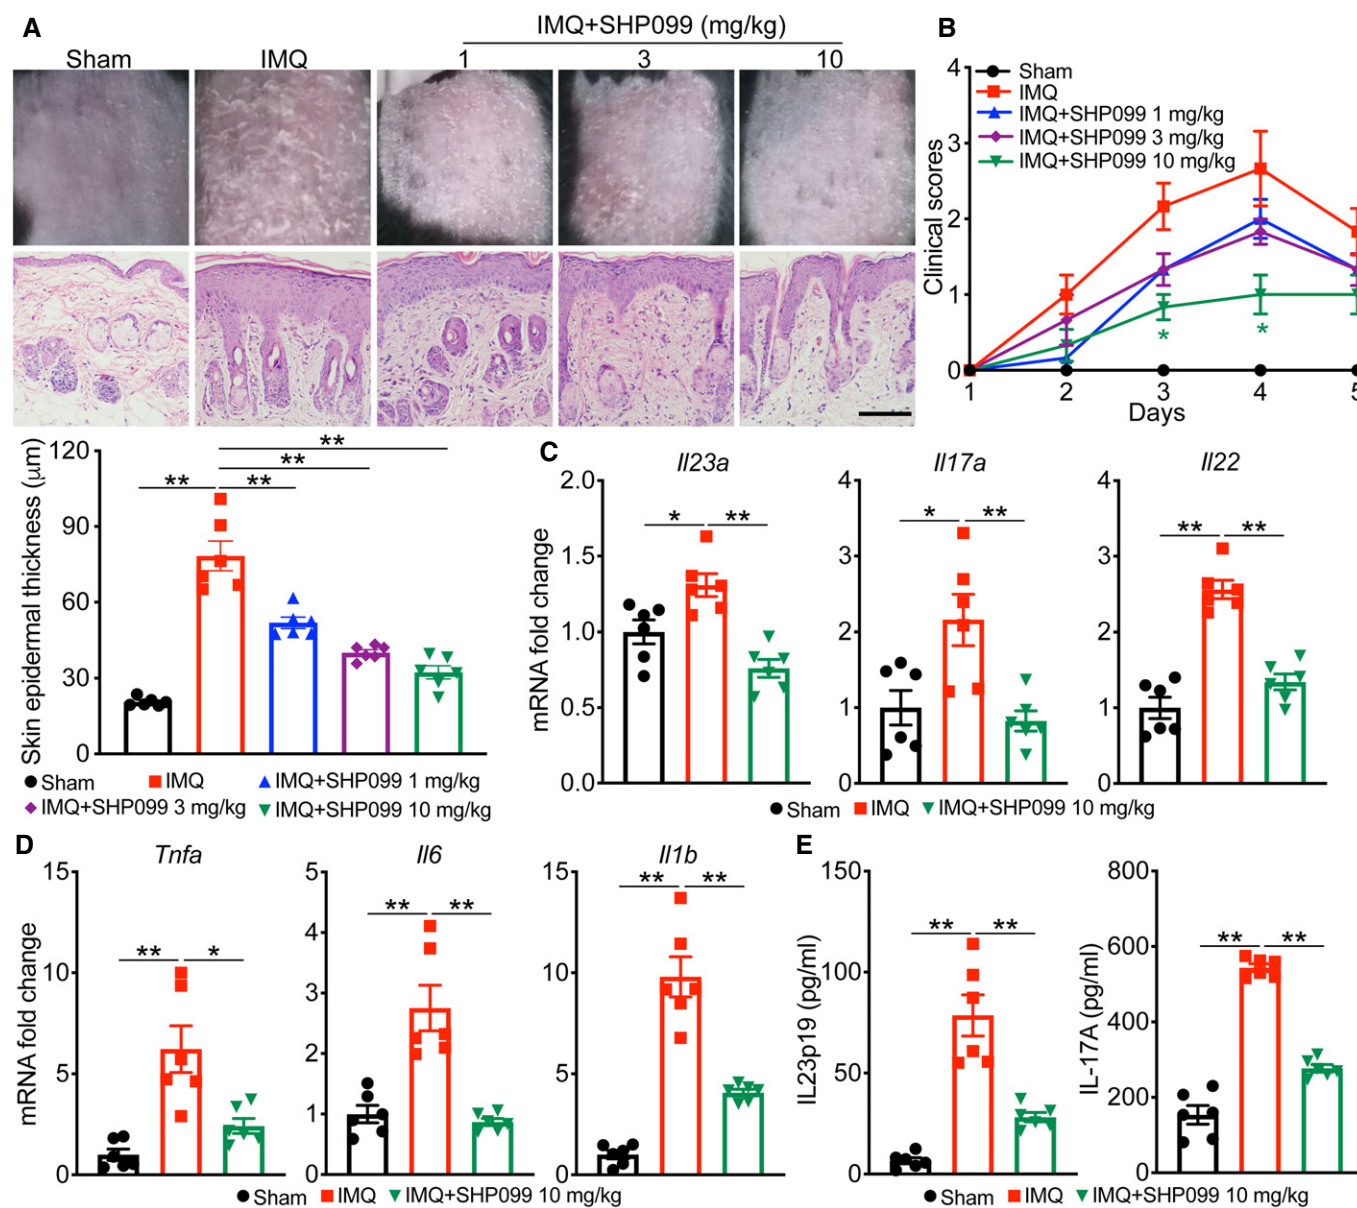 A
IMQ+SHP099 (mg/kg)
Sham IMQ 1 3 10
B
Clinical scores
4
3
2
1
0
Sham
IMQ
IMQ+SHP099 1 mg/kg
IMQ+SHP099 3 mg/kg
IMQ+SHP099 10 mg/kg
* *
1 2 3 4 5
Days
Skin epidermal thickness (μm)
120
90
60
30
0
**
**
** **
Sham IMQ IMQ+SHP099 1 mg/kg
IMQ+SHP099 3 mg/kg IMQ+SHP099 10 mg/kg
C
mRNA fold change
Il23a
2.0
1.5
1.0
0.5
0.0
* **
Il17a
4
3
2
1
0
* **
Il22
4
3
2
1
0
** **
Sham IMQ IMQ+SHP099 10 mg/kg
D
mRNA fold change
Tnfa
15
10
5
0
** *
Il6
5
4
3
2
1
0
** **
Il1b
15
10
5
0
** **
Sham IMQ IMQ+SHP099 10 mg/kg
E
IL23p19 (pg/ml)
150
100
50
0
** **
IL-17A (pg/ml)
800
600
400
200
0
** **
Sham IMQ IMQ+SHP099 10 mg/kg